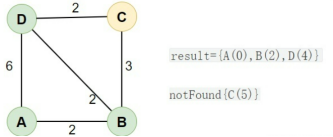 D
2
C
6
3
2
A
2
B
result={A(0),B(2),D(4)}
notFound{C(5)}